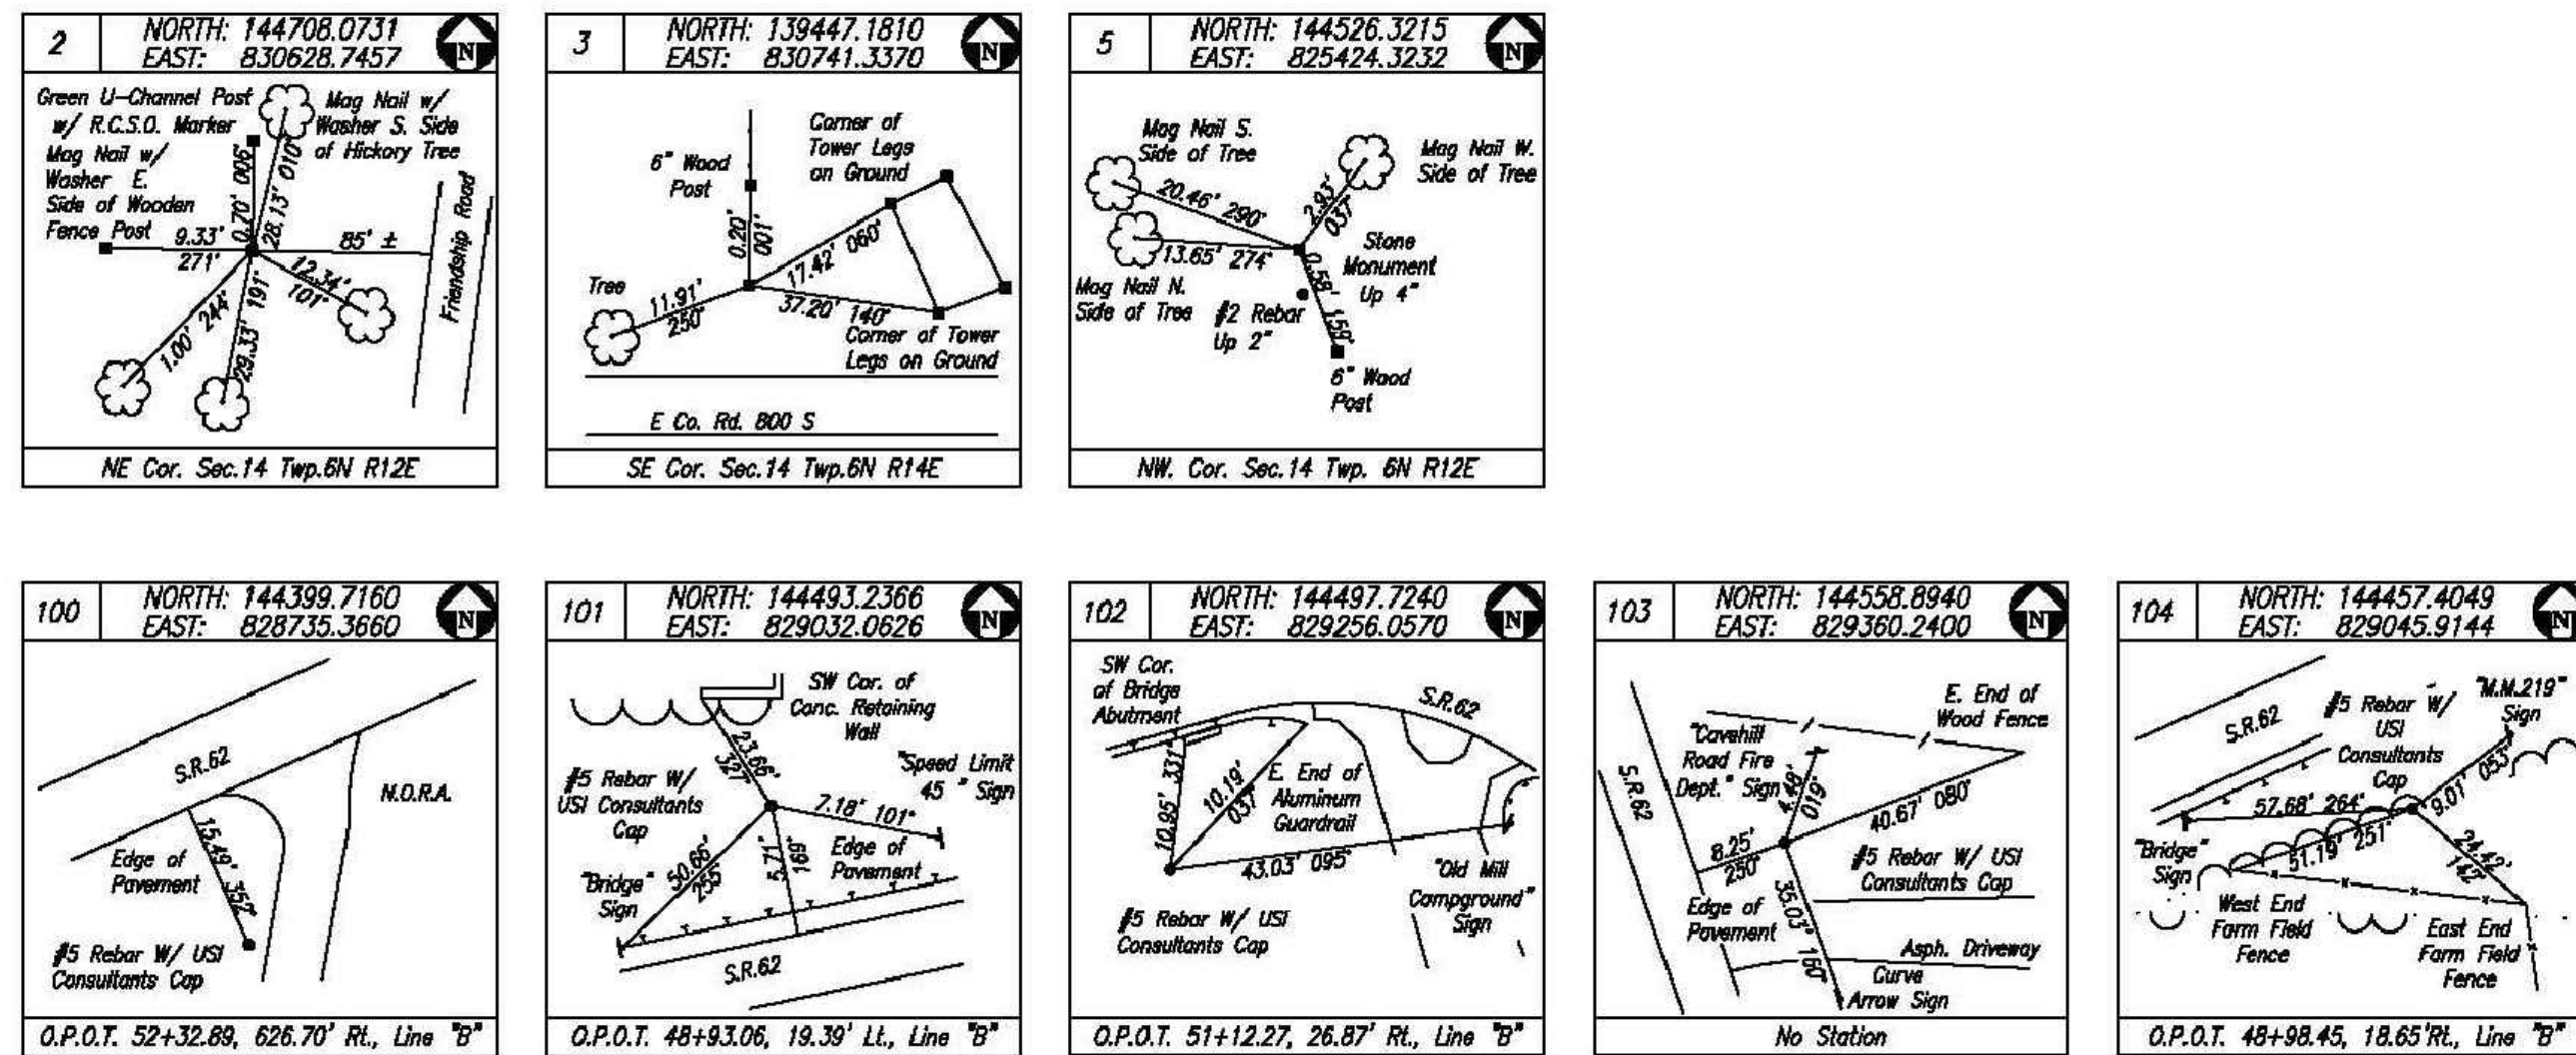 2
NORTH: 144708.0731
EAST: 830628.7457
N
Green U-Channel Post
w/ R.C.S.O. Marker
Mag Nail w/
Washer S. Side
of Hickory Tree
Mag Nail w/
Washer E.
Side of Wooden
Fence Post
0.70' 006°
28.13' 010°
9.33'
271°
85' ±
12.34'
101°
1.00' 244°
29.33' 191°
Friendship Road
NE Cor. Sec.14 Twp.6N R12E
3
NORTH: 139447.1810
EAST: 830741.3370
N
6" Wood
Post
Corner of
Tower Legs
on Ground
0.20'
001°
17.42' 060°
Tree
11.91'
250°
37.20' 140°
Corner of Tower
Legs on Ground
E Co. Rd. 800 S
SE Cor. Sec.14 Twp.6N R14E
5
NORTH: 144526.3215
EAST: 825424.3232
N
Mag Nail S.
Side of Tree
Mag Nail W.
Side of Tree
20.46' 290°
2.93'
037°
13.65' 274°
Stone
Monument
Up 4"
Mag Nail N.
Side of Tree
#2 Rebar
Up 2"
0.58' 159°
6" Wood
Post
NW. Cor. Sec.14 Twp. 6N R12E
100
NORTH: 144399.7160
EAST: 828735.3660
N
S.R.62
N.O.R.A.
15.49' 352°
Edge of
Pavement
#5 Rebar W/ USI
Consultants Cap
O.P.O.T. 52+32.89, 626.70' Rt., Line "B"
101
NORTH: 144493.2366
EAST: 829032.0626
N
SW Cor. of
Conc. Retaining
Wall
23.66'
327°
#5 Rebar W/
USI Consultants
Cap
"Speed Limit
45 " Sign
7.18' 101°
50.66'
255°
5.77'
169°
Edge of
Pavement
"Bridge"
Sign
S.R.62
O.P.O.T. 48+93.06, 19.39' Lt., Line "B"
102
NORTH: 144497.7240
EAST: 829256.0570
N
SW Cor.
of Bridge
Abutment
S.R.62
10.95' 331°
10.19'
037°
E. End of
Aluminum
Guardrail
43.03' 095°
#5 Rebar W/ USI
Consultants Cap
"Old Mill
Campground"
Sign
O.P.O.T. 51+12.27, 26.87' Rt., Line "B"
103
NORTH: 144558.8940
EAST: 829360.2400
N
E. End of
Wood Fence
"Cavehill
Road Fire
Dept." Sign
S.R.62
4.48'
019°
40.67' 080°
8.25'
250°
#5 Rebar W/ USI
Consultants Cap
Edge of
Pavement
35.03' 160°
Asph. Driveway
Curve
Arrow Sign
No Station
104
NORTH: 144457.4049
EAST: 829045.9144
N
S.R.62
#5 Rebar W/
USI
Consultants
Cap
"M.M.219"
Sign
57.68' 264°
9.01' 053°
51.19' 251°
24.42'
142°
"Bridge"
Sign
West End
Farm Field
Fence
East End
Farm Field
Fence
O.P.O.T. 48+98.45, 18.65'Rt., Line "B"